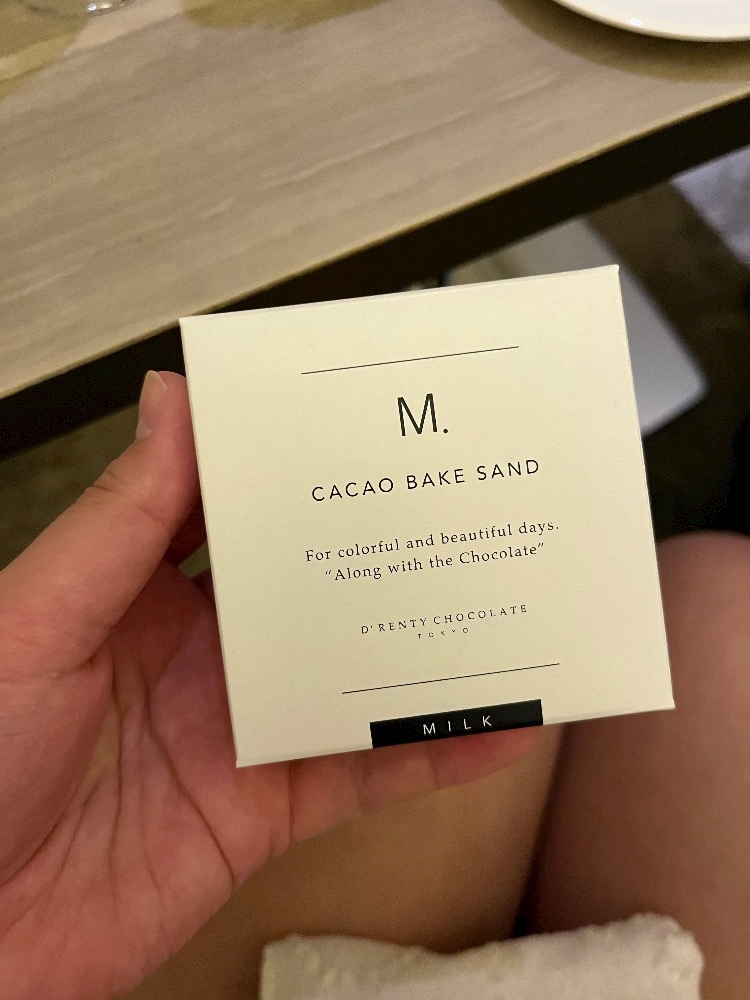 M.
CACAO BAKE SAND
For colorful and beautiful days.
“Along with the Chocolate”
D'RENTY CHOCOLATE
TOKYO
MILK